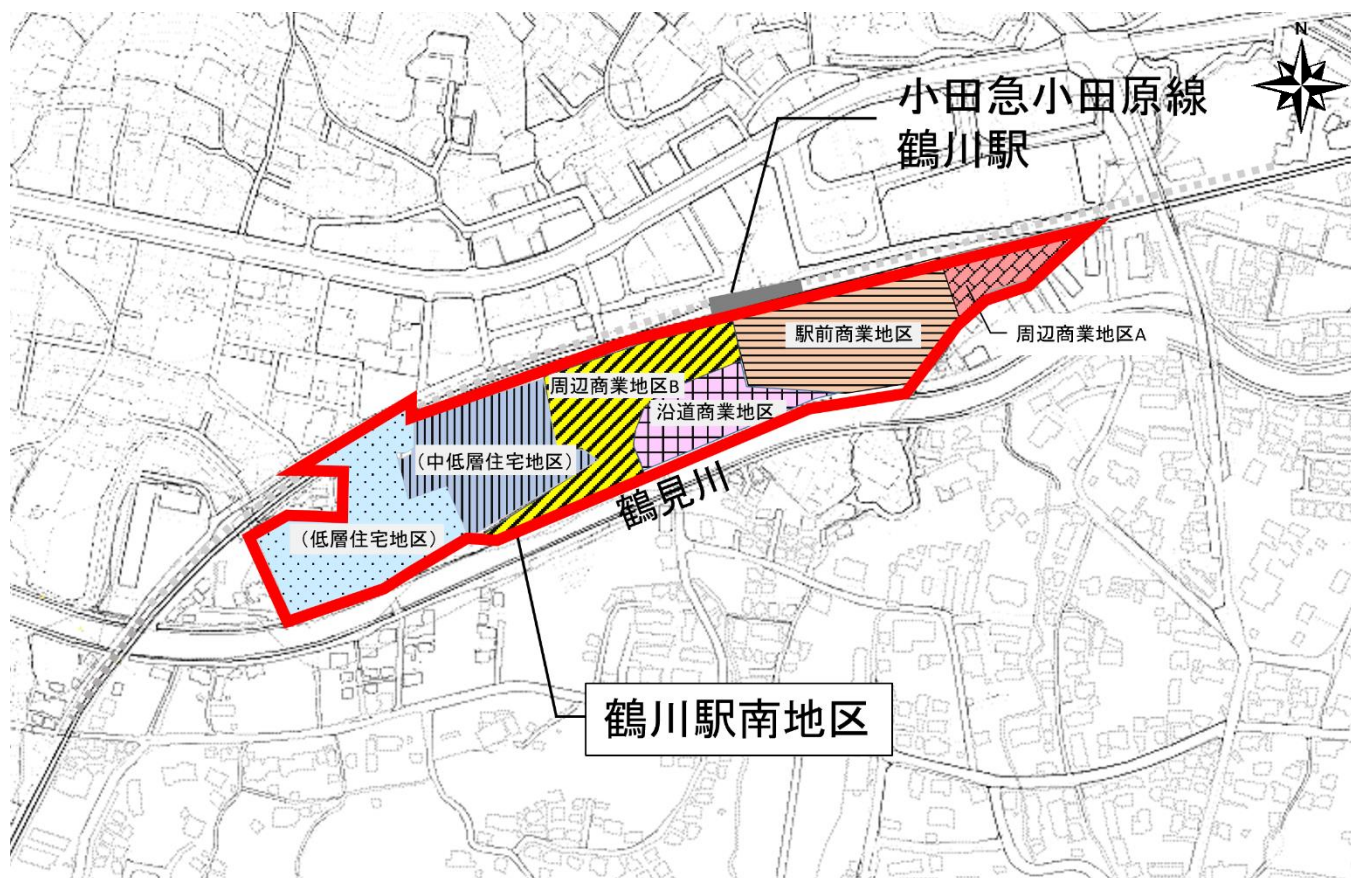 N
小田急小田原線
鶴川駅
駅前商業地区
周辺商業地区A
周辺商業地区B
沿道商業地区
(中低層住宅地区)
鶴見川
(低層住宅地区)
鶴川駅南地区